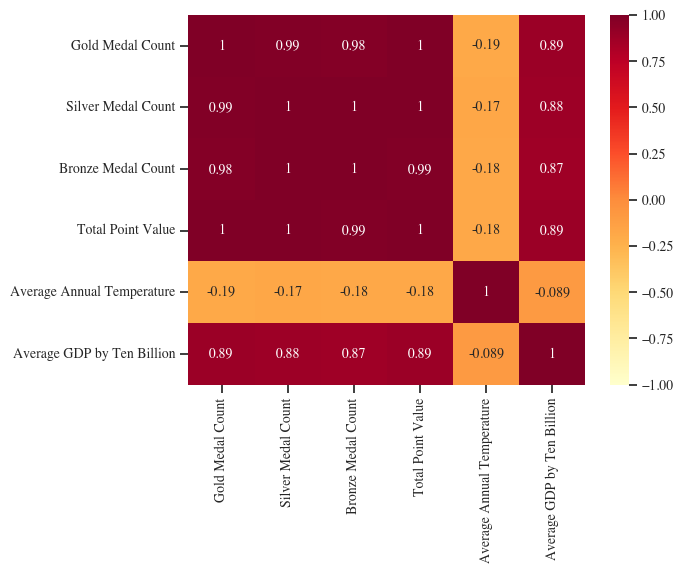 Gold Medal Count 1 0.99 0.98 1 -0.19 0.89
Silver Medal Count 0.99 1 1 1 -0.17 0.88
Bronze Medal Count 0.98 1 1 0.99 -0.18 0.87
Total Point Value 1 1 0.99 1 -0.18 0.89
Average Annual Temperature -0.19 -0.17 -0.18 -0.18 1 -0.089
Average GDP by Ten Billion 0.89 0.88 0.87 0.89 -0.089 1
Gold Medal Count
Silver Medal Count
Bronze Medal Count
Total Point Value
Average Annual Temperature
Average GDP by Ten Billion
1.00
0.75
0.50
0.25
0.00
−0.25
−0.50
−0.75
−1.00